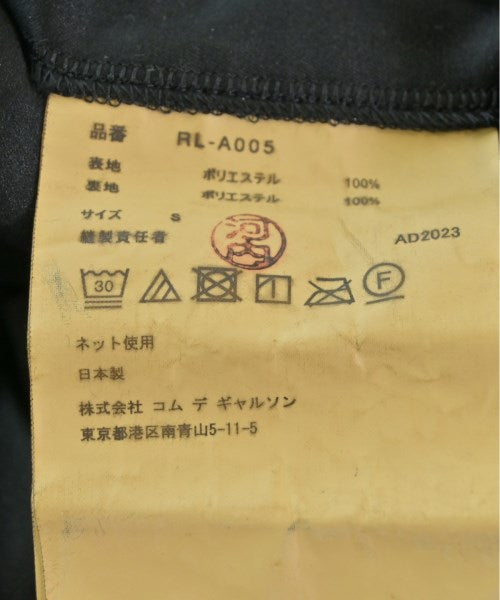 品番 RL-A005
表地 ポリエステル 100%
裏地 ポリエステル 100%
サイズ S
縫製責任者 河内 AD2023
30 F
ネット使用
日本製
株式会社 コム デ ギャルソン
東京都港区南青山5-11-5